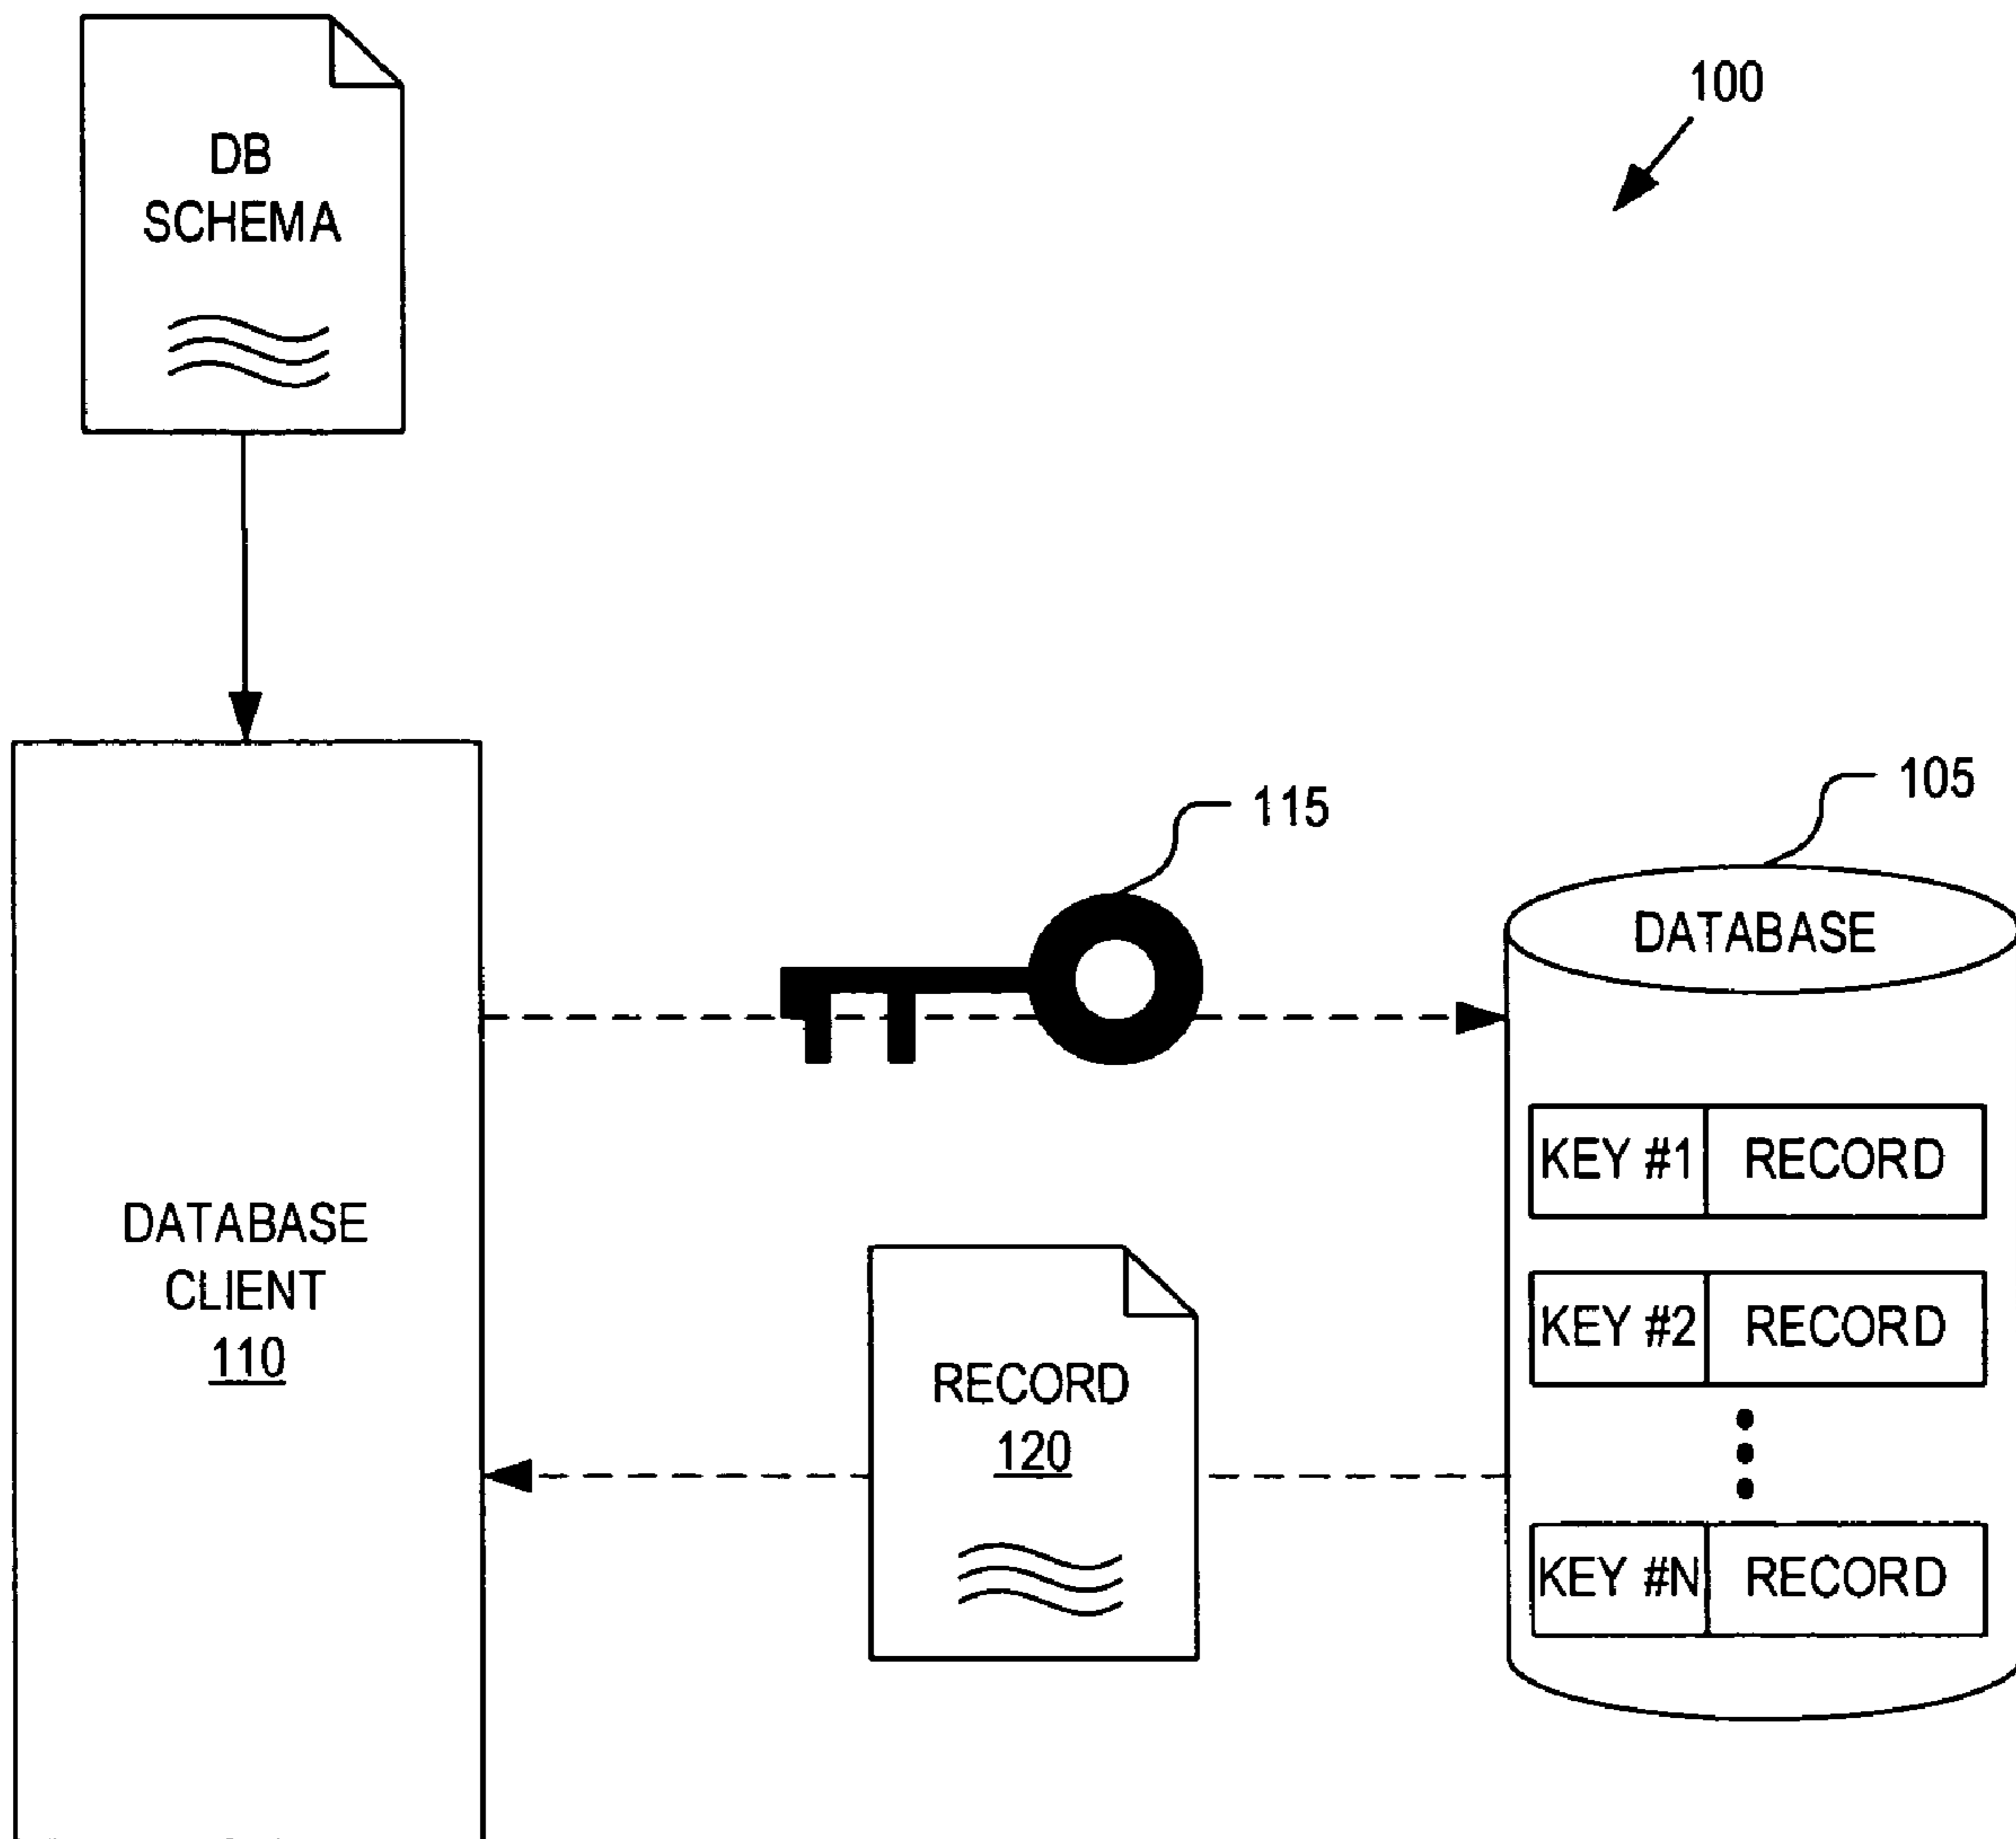 DB
SCHEMA
100
115
105
DATABASE
KEY #1 RECORD
DATABASE
CLIENT
110
KEY #2 RECORD
RECORD
120
KEY #N RECORD